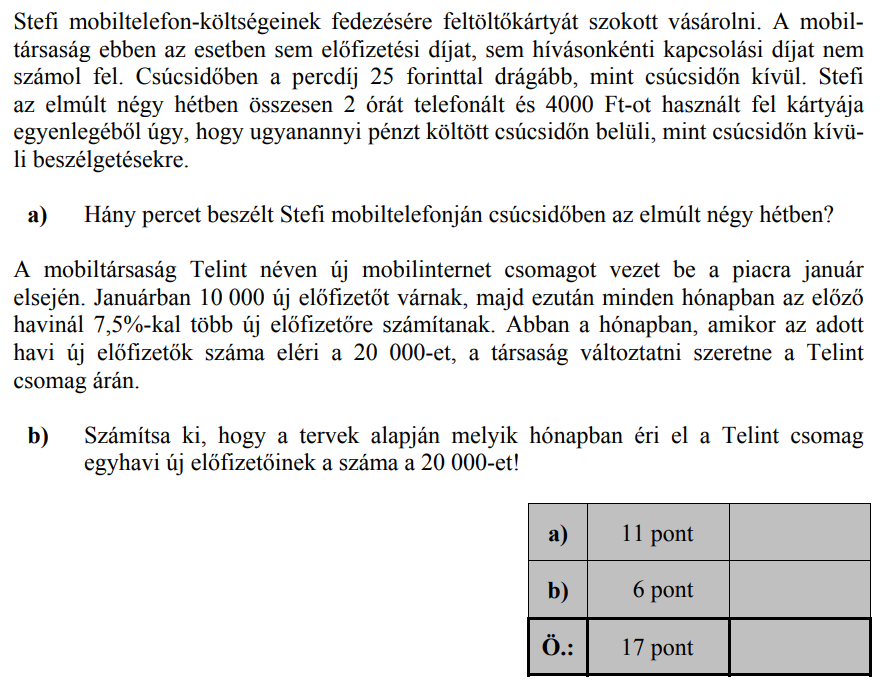 Stefi mobiltelefon-költségeinek fedezésére feltöltőkártyát szokott vásárolni. A mobil-
társaság ebben az esetben sem előfizetési díjat, sem hívásonkénti kapcsolási díjat nem
számol fel. Csúcsidőben a percdíj 25 forinttal drágább, mint csúcsidőn kívül. Stefi
az elmúlt négy hétben összesen 2 órát telefonált és 4000 Ft-ot használt fel kártyája
egyenlegéből úgy, hogy ugyanannyi pénzt költött csúcsidőn belüli, mint csúcsidőn kívü-
li beszélgetésekre.
a) Hány percet beszélt Stefi mobiltelefonján csúcsidőben az elmúlt négy hétben?
A mobiltársaság Telint néven új mobilinternet csomagot vezet be a piacra január
elsején. Januárban 10 000 új előfizetőt várnak, majd ezután minden hónapban az előző
havinál 7,5%-kal több új előfizetőre számítanak. Abban a hónapban, amikor az adott
havi új előfizetők száma eléri a 20 000-et, a társaság változtatni szeretne a Telint
csomag árán.
b) Számítsa ki, hogy a tervek alapján melyik hónapban éri el a Telint csomag
egyhavi új előfizetőinek a száma a 20 000-et!
a) 11 pont
b) 6 pont
Ö.: 17 pont